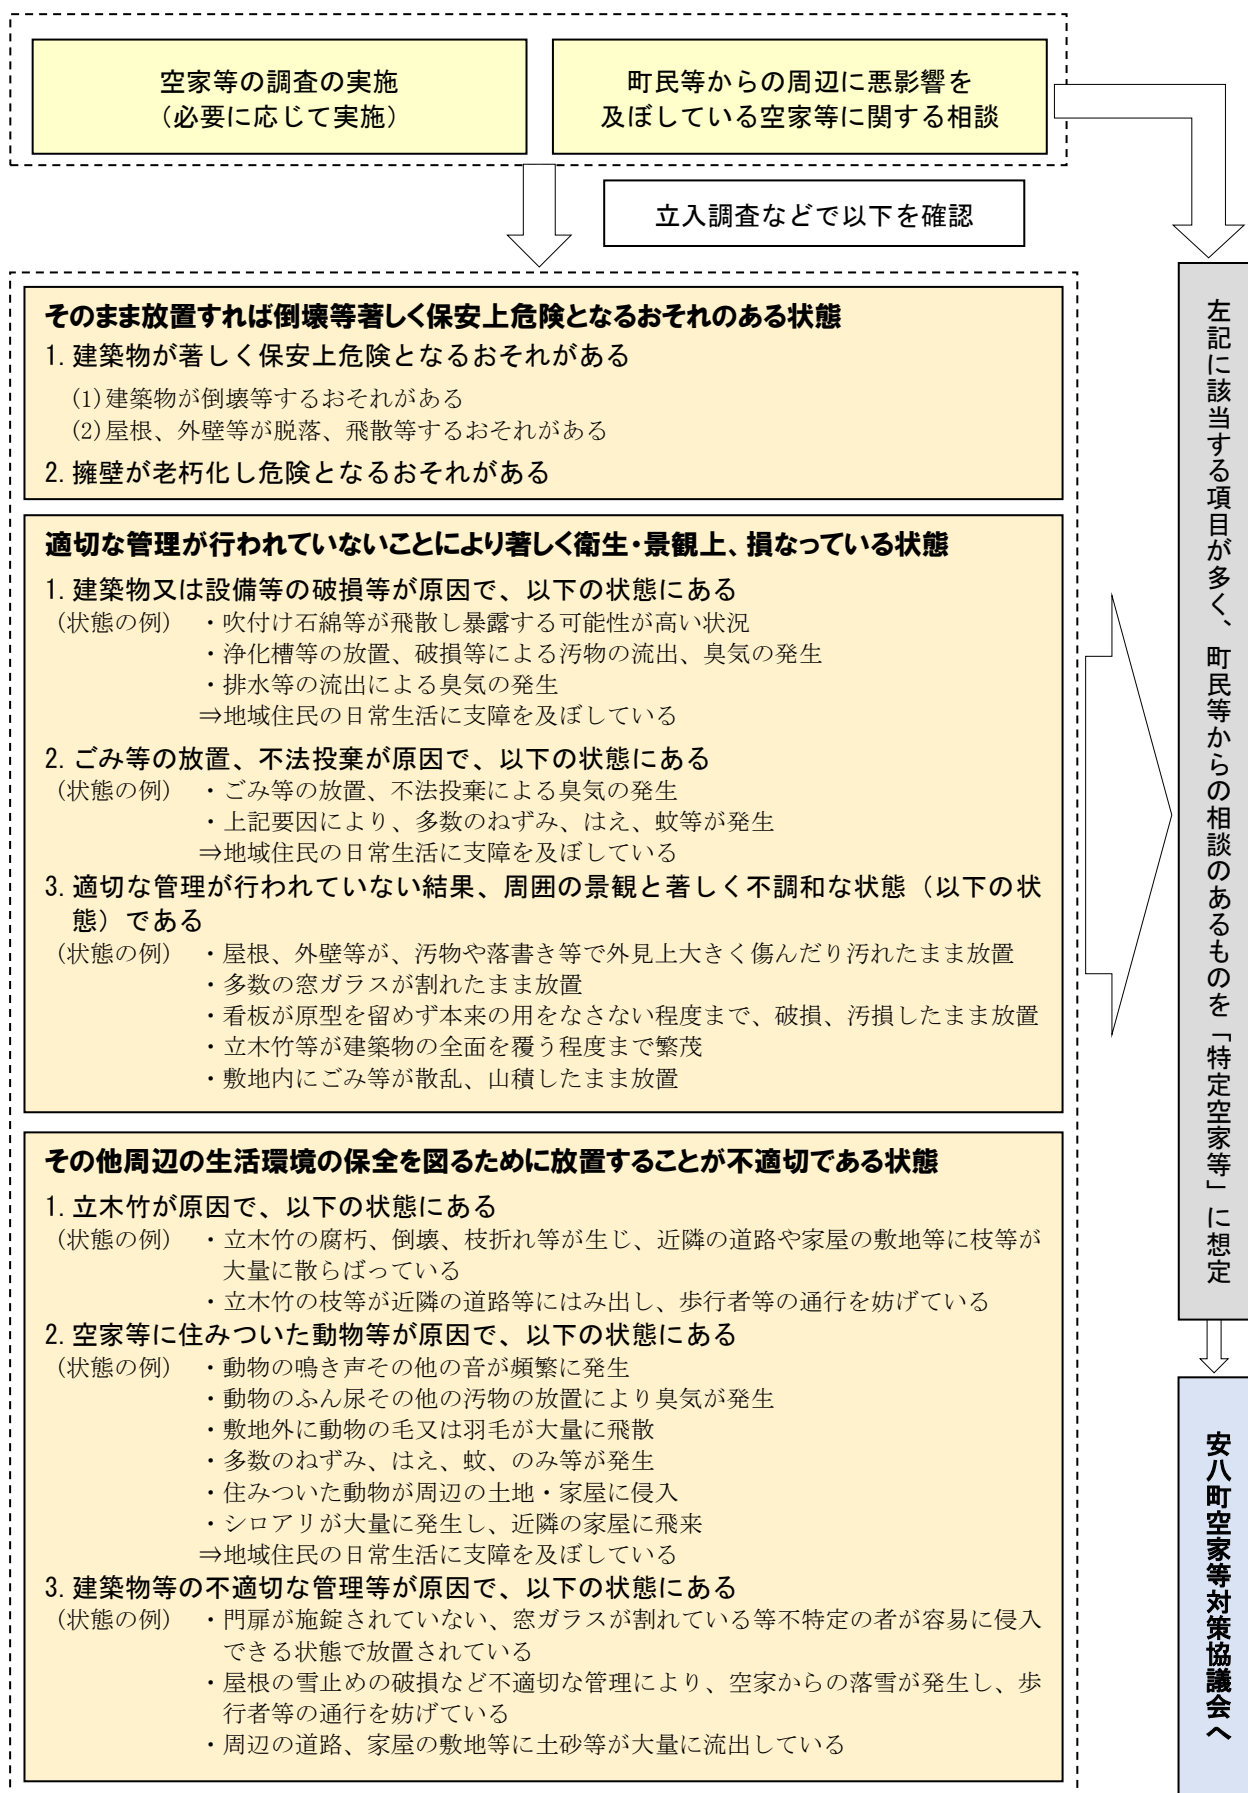 空家等の調査の実施
（必要に応じて実施）
町民等からの周辺に悪影響を
及ぼしている空家等に関する相談
立入調査などで以下を確認
そのまま放置すれば倒壊等著しく保安上危険となるおそれのある状態
1. 建築物が著しく保安上危険となるおそれがある
(1)建築物が倒壊等するおそれがある
(2)屋根、外壁等が脱落、飛散等するおそれがある
2. 擁壁が老朽化し危険となるおそれがある
適切な管理が行われていないことにより著しく衛生・景観上、損なっている状態
1. 建築物又は設備等の破損等が原因で、以下の状態にある
（状態の例）　・吹付け石綿等が飛散し暴露する可能性が高い状況
・浄化槽等の放置、破損等による汚物の流出、臭気の発生
・排水等の流出による臭気の発生
⇒地域住民の日常生活に支障を及ぼしている
2. ごみ等の放置、不法投棄が原因で、以下の状態にある
（状態の例）　・ごみ等の放置、不法投棄による臭気の発生
・上記要因により、多数のねずみ、はえ、蚊等が発生
⇒地域住民の日常生活に支障を及ぼしている
3. 適切な管理が行われていない結果、周囲の景観と著しく不調和な状態（以下の状
態）である
（状態の例）　・屋根、外壁等が、汚物や落書き等で外見上大きく傷んだり汚れたまま放置
・多数の窓ガラスが割れたまま放置
・看板が原型を留めず本来の用をなさない程度まで、破損、汚損したまま放置
・立木竹等が建築物の全面を覆う程度まで繁茂
・敷地内にごみ等が散乱、山積したまま放置
その他周辺の生活環境の保全を図るために放置することが不適切である状態
1. 立木竹が原因で、以下の状態にある
（状態の例）　・立木竹の腐朽、倒壊、枝折れ等が生じ、近隣の道路や家屋の敷地等に枝等が
大量に散らばっている
・立木竹の枝等が近隣の道路等にはみ出し、歩行者等の通行を妨げている
2. 空家等に住みついた動物等が原因で、以下の状態にある
（状態の例）　・動物の鳴き声その他の音が頻繁に発生
・動物のふん尿その他の汚物の放置により臭気が発生
・敷地外に動物の毛又は羽毛が大量に飛散
・多数のねずみ、はえ、蚊、のみ等が発生
・住みついた動物が周辺の土地・家屋に侵入
・シロアリが大量に発生し、近隣の家屋に飛来
⇒地域住民の日常生活に支障を及ぼしている
3. 建築物等の不適切な管理等が原因で、以下の状態にある
（状態の例）　・門扉が施錠されていない、窓ガラスが割れている等不特定の者が容易に侵入
できる状態で放置されている
・屋根の雪止めの破損など不適切な管理により、空家からの落雪が発生し、歩
行者等の通行を妨げている
・周辺の道路、家屋の敷地等に土砂等が大量に流出している
左記に該当する項目が多く、町民等からの相談のあるものを「特定空家等」に想定
安八町空家等対策協議会へ